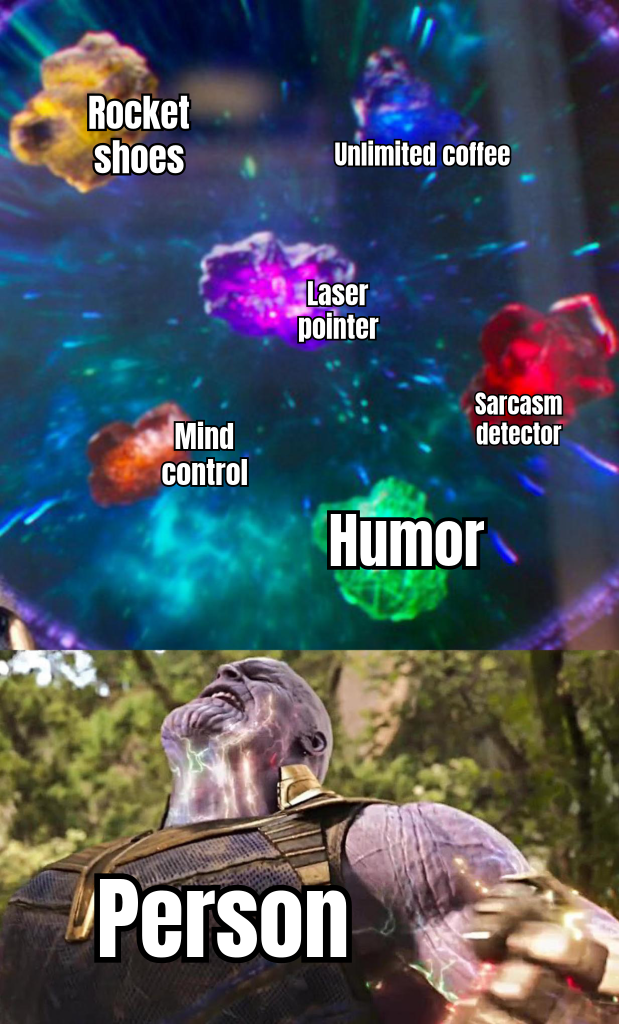 Rocket
shoes
Unlimited coffee
Laser
pointer
Sarcasm
detector
Mind
control
Humor
Person